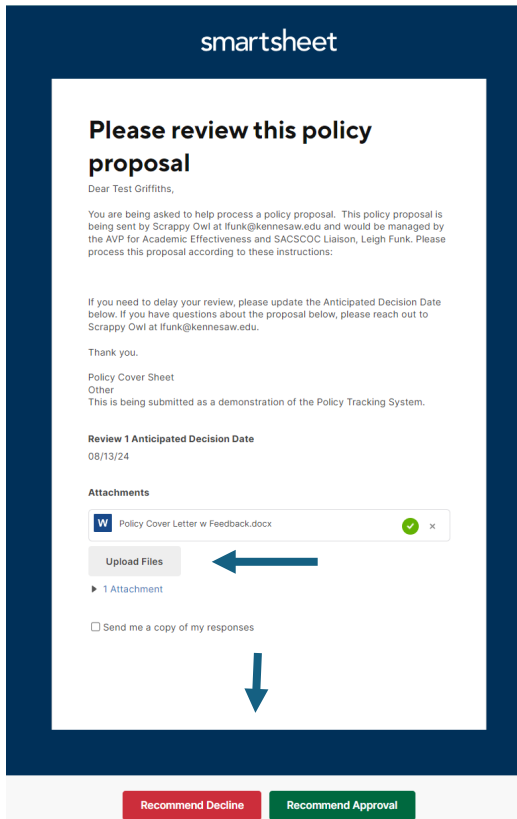 smartsheet
Please review this policy
proposal
Dear Test Griffiths,
You are being asked to help process a policy proposal.  This policy proposal is
being sent by Scrappy Owl at lfunk@kennesaw.edu and would be managed by
the AVP for Academic Effectiveness and SACSCOC Liaison, Leigh Funk. Please
process this proposal according to these instructions:
If you need to delay your review, please update the Anticipated Decision Date
below. If you have questions about the proposal below, please reach out to
Scrappy Owl at lfunk@kennesaw.edu.
Thank you.
Policy Cover Sheet
Other
This is being submitted as a demonstration of the Policy Tracking System.
Review 1 Anticipated Decision Date
08/13/24
Attachments
W Policy Cover Letter w Feedback.docx
Upload Files
1 Attachment
Send me a copy of my responses
Recommend Decline Recommend Approval